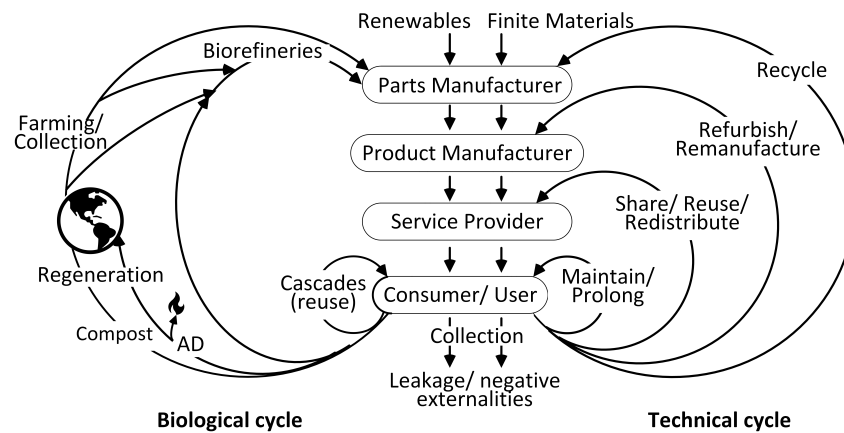 Renewables Finite Materials
Biorefineries
Parts Manufacturer
Recycle
Farming/
Collection
Product Manufacturer
Refurbish/
Remanufacture
Service Provider
Share/ Reuse/
Redistribute
Regeneration
Cascades
(reuse)
Consumer/ User
Maintain/
Prolong
Compost
AD
Collection
Leakage/ negative
externalities
Biological cycle
Technical cycle